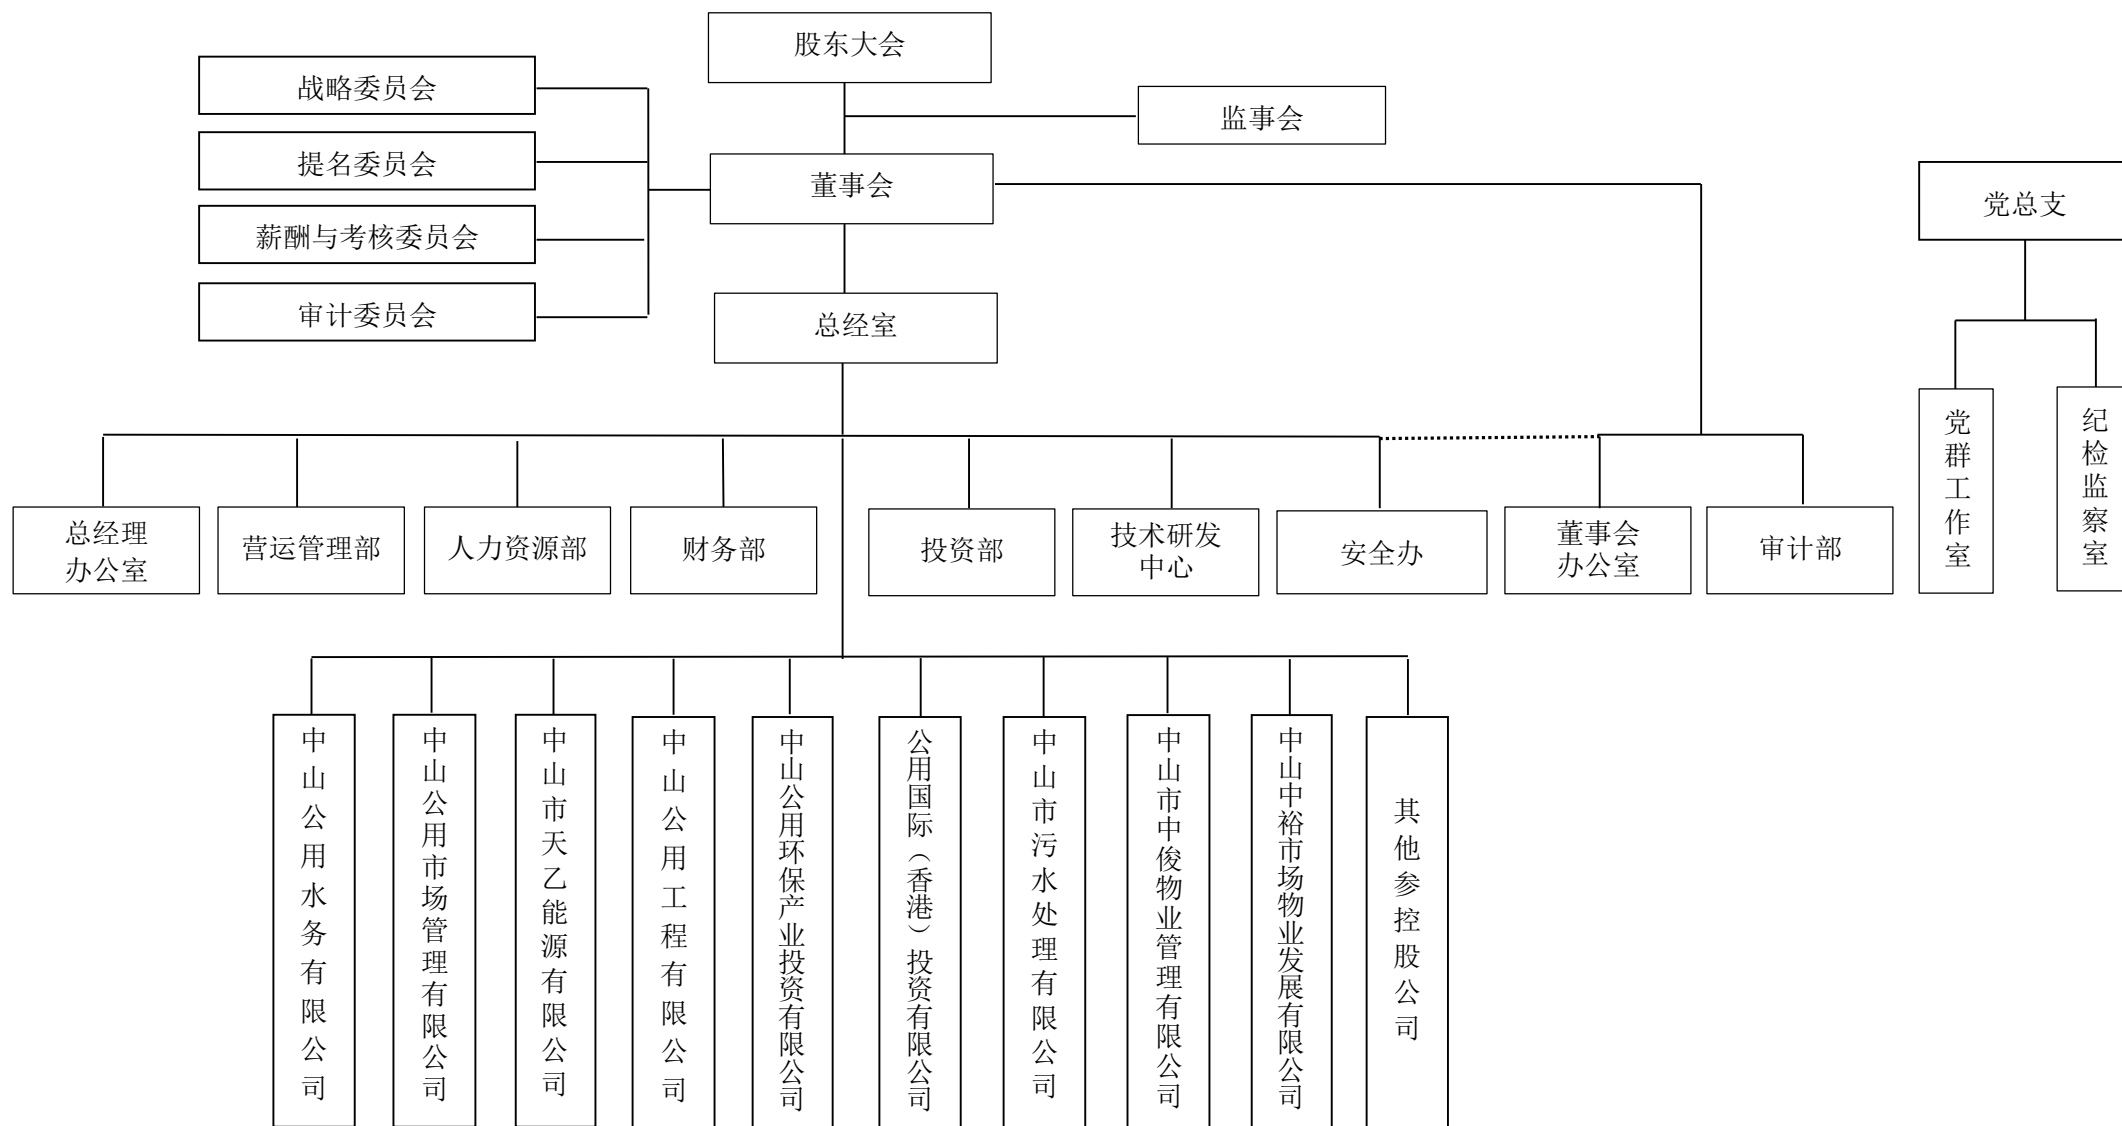 股东大会
战略委员会
监事会
提名委员会
董事会
党总支
薪酬与考核委员会
审计委员会
总经室
党群工作室
纪检监察室
总经理
办公室
营运管理部
人力资源部
财务部
投资部
技术研发
中心
安全办
董事会
办公室
审计部
中山公用水务有限公司
中山公用市场管理有限公司
中山市天乙能源有限公司
中山公用工程有限公司
中山公用环保产业投资有限公司
公用国际（香港）投资有限公司
中山市污水处理有限公司
中山市中俊物业管理有限公司
中山中裕市场物业发展有限公司
其他参控股公司